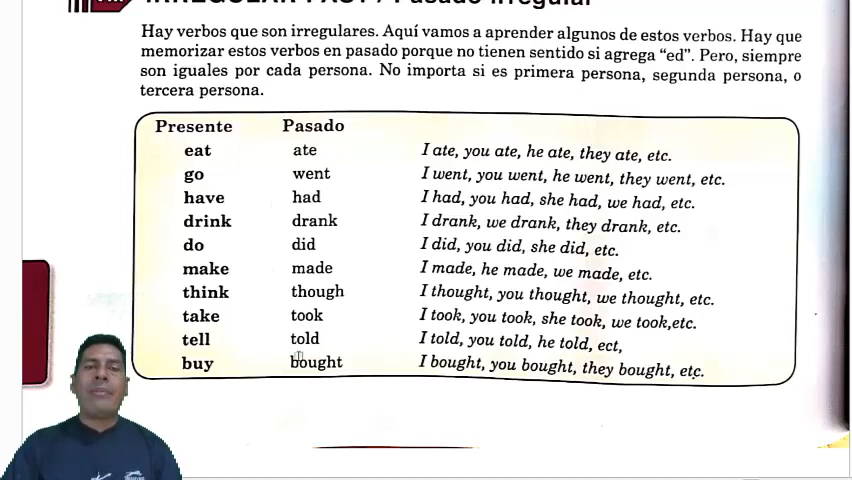 IRREGULAR PAST / Pasado irregular
Hay verbos que son irregulares. Aquí vamos a aprender algunos de estos verbos. Hay que
memorizar estos verbos en pasado porque no tienen sentido si agrega “ed”. Pero, siempre
son iguales por cada persona. No importa si es primera persona, segunda persona, o
tercera persona.
Presente Pasado
eat ate I ate, you ate, he ate, they ate, etc.
go went I went, you went, he went, they went, etc.
have had I had, you had, she had, we had, etc.
drink drank I drank, we drank, they drank, etc.
do did I did, you did, she did, etc.
make made I made, he made, we made, etc.
think though I thought, you thought, we thought, etc.
take took I took, you took, she took, we took,etc.
tell told I told, you told, he told, ect,
buy bought I bought, you bought, they bought, etc.